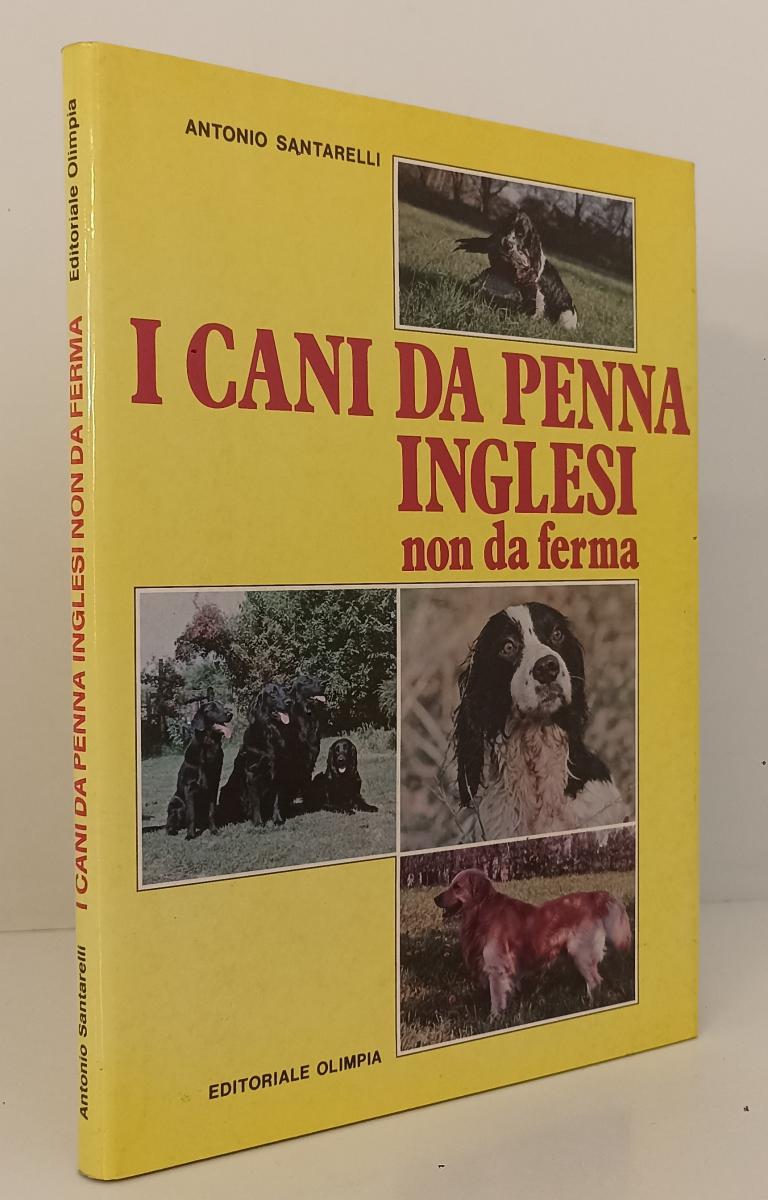 ANTONIO SANTARELLI
I CANI DA PENNA
INGLESI
non da ferma
EDITORIALE OLIMPIA
Antonio Santarelli I CANI DA PENNA INGLESI NON DA FERMA Editoriale Olimpia